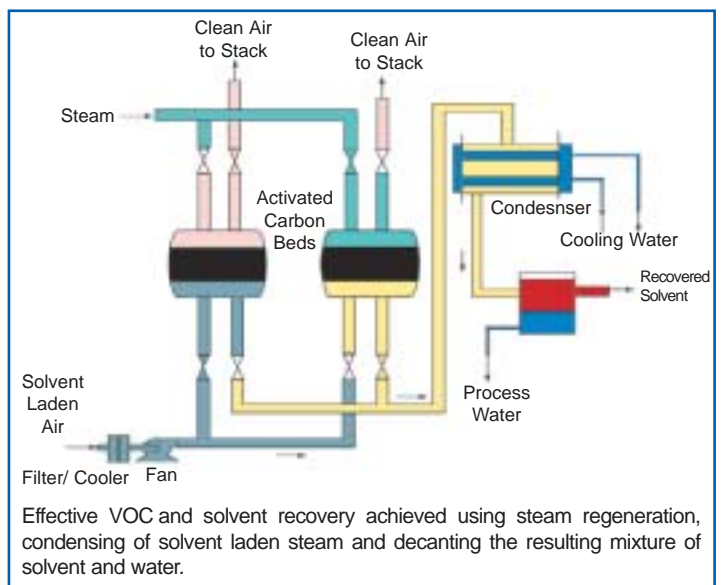 Clean Air
to Stack
Clean Air
to Stack
Steam
Activated
Carbon
Beds
Condesnser
Cooling Water
Recovered
Solvent
Process
Water
Solvent
Laden
Air
Filter/ Cooler
Fan
Effective VOC and solvent recovery achieved using steam regeneration,
condensing of solvent laden steam and decanting the resulting mixture of
solvent and water.